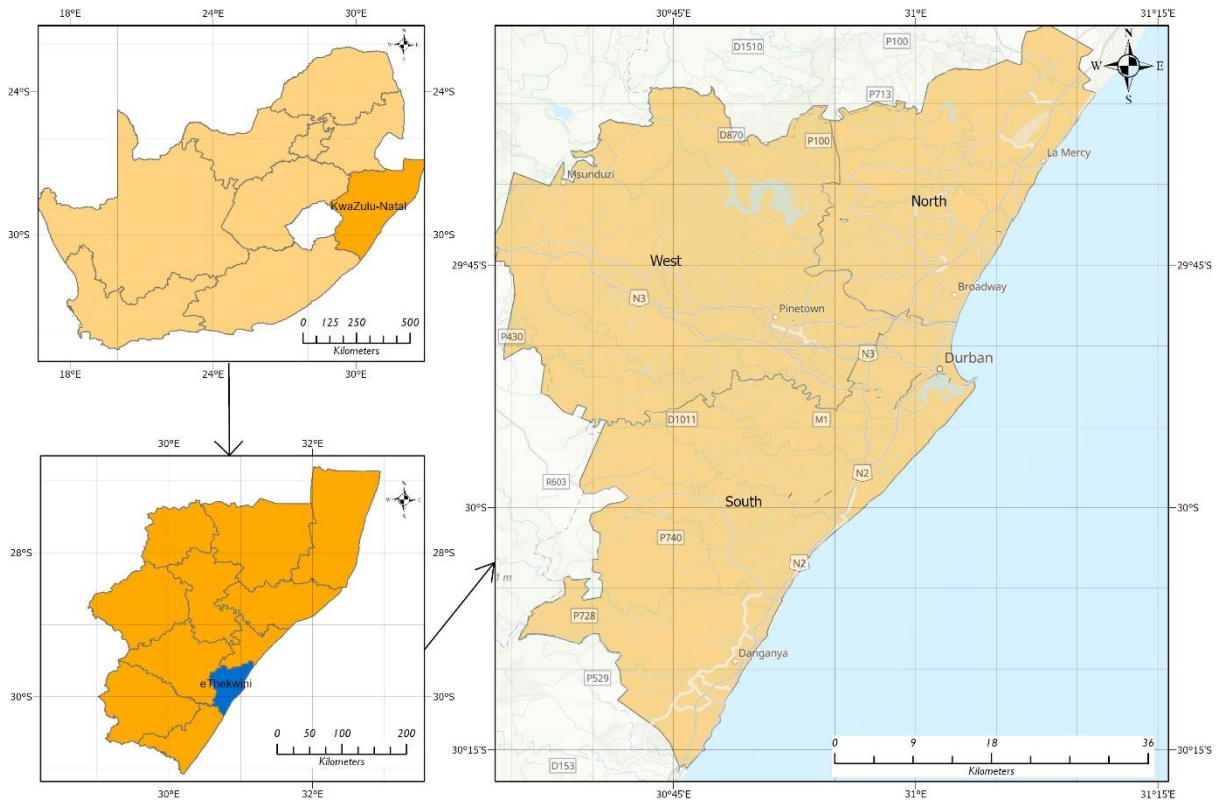 18°E 24°E 30°E
N
W E
S
24°S
24°S
KwaZulu-Natal
30°S
30°S
0 125 250 500
Kilometers
18°E 24°E 30°E
30°E 32°E
N
W E
S
28°S
28°S
eThekwini
30°S
30°S
0 50 100 200
Kilometers
30°E 32°E
30°45'E 31°E 31°15'E
N
W E
S
D1510
P100
P713
D870
P100
La Mercy
Msunduzi
North
West
29°45'S
29°45'S
N3
Broadway
Pinetown
P430
N3
Durban
D1011
M1
N2
R603
South
30°S
30°S
P740
N2
1 m
P728
Danganya
P529
30°15'S
30°15'S
D153
0 9 18 36
Kilometers
30°45'E 31°E 31°15'E